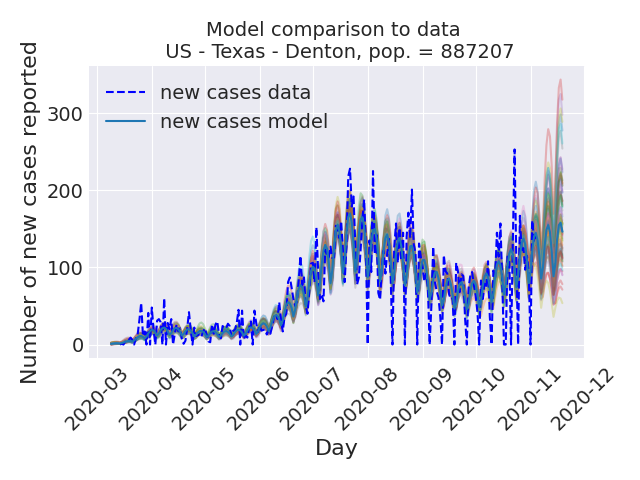 Model comparison to data
US - Texas - Denton, pop. = 887207
Number of new cases reported
300
200
100
0
new cases data
new cases model
2020-03
2020-04
2020-05
2020-06
2020-07
2020-08
2020-09
2020-10
2020-11
2020-12
Day